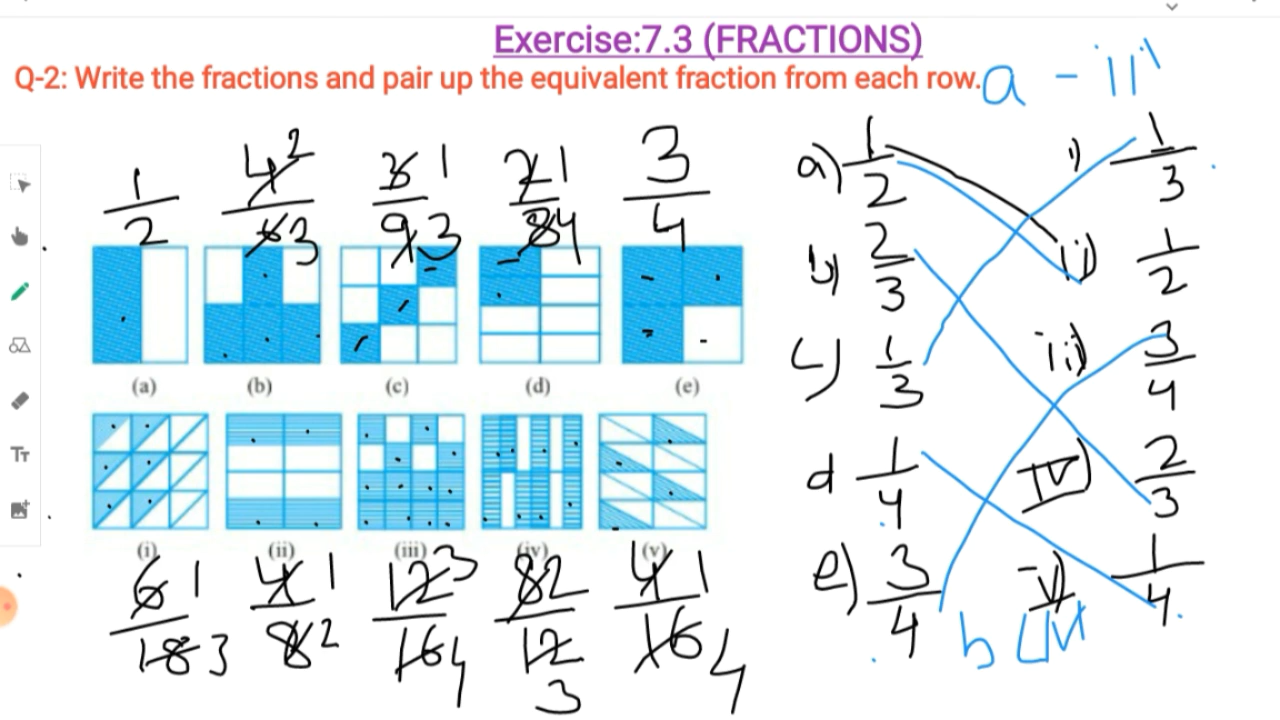 Exercise:7.3 (FRACTIONS)
Q-2: Write the fractions and pair up the equivalent fraction from each row.
a - ii
1/2 4/6 2/3 3/9 1/3 2/8 1/4 3/4
(a) (b) (c) (d) (e)
(i) (ii) (iii) (iv) (v)
6/18 1/3 4/8 1/2 12/16 3/4 8/12 2/3 4/16 1/4
a) 1/2 i) 1/3
b) 2/3 ii) 1/2
c) 1/3 iii) 3/4
d 1/4 IV) 2/3
e) 3/4 v) 1/4
b
Tт